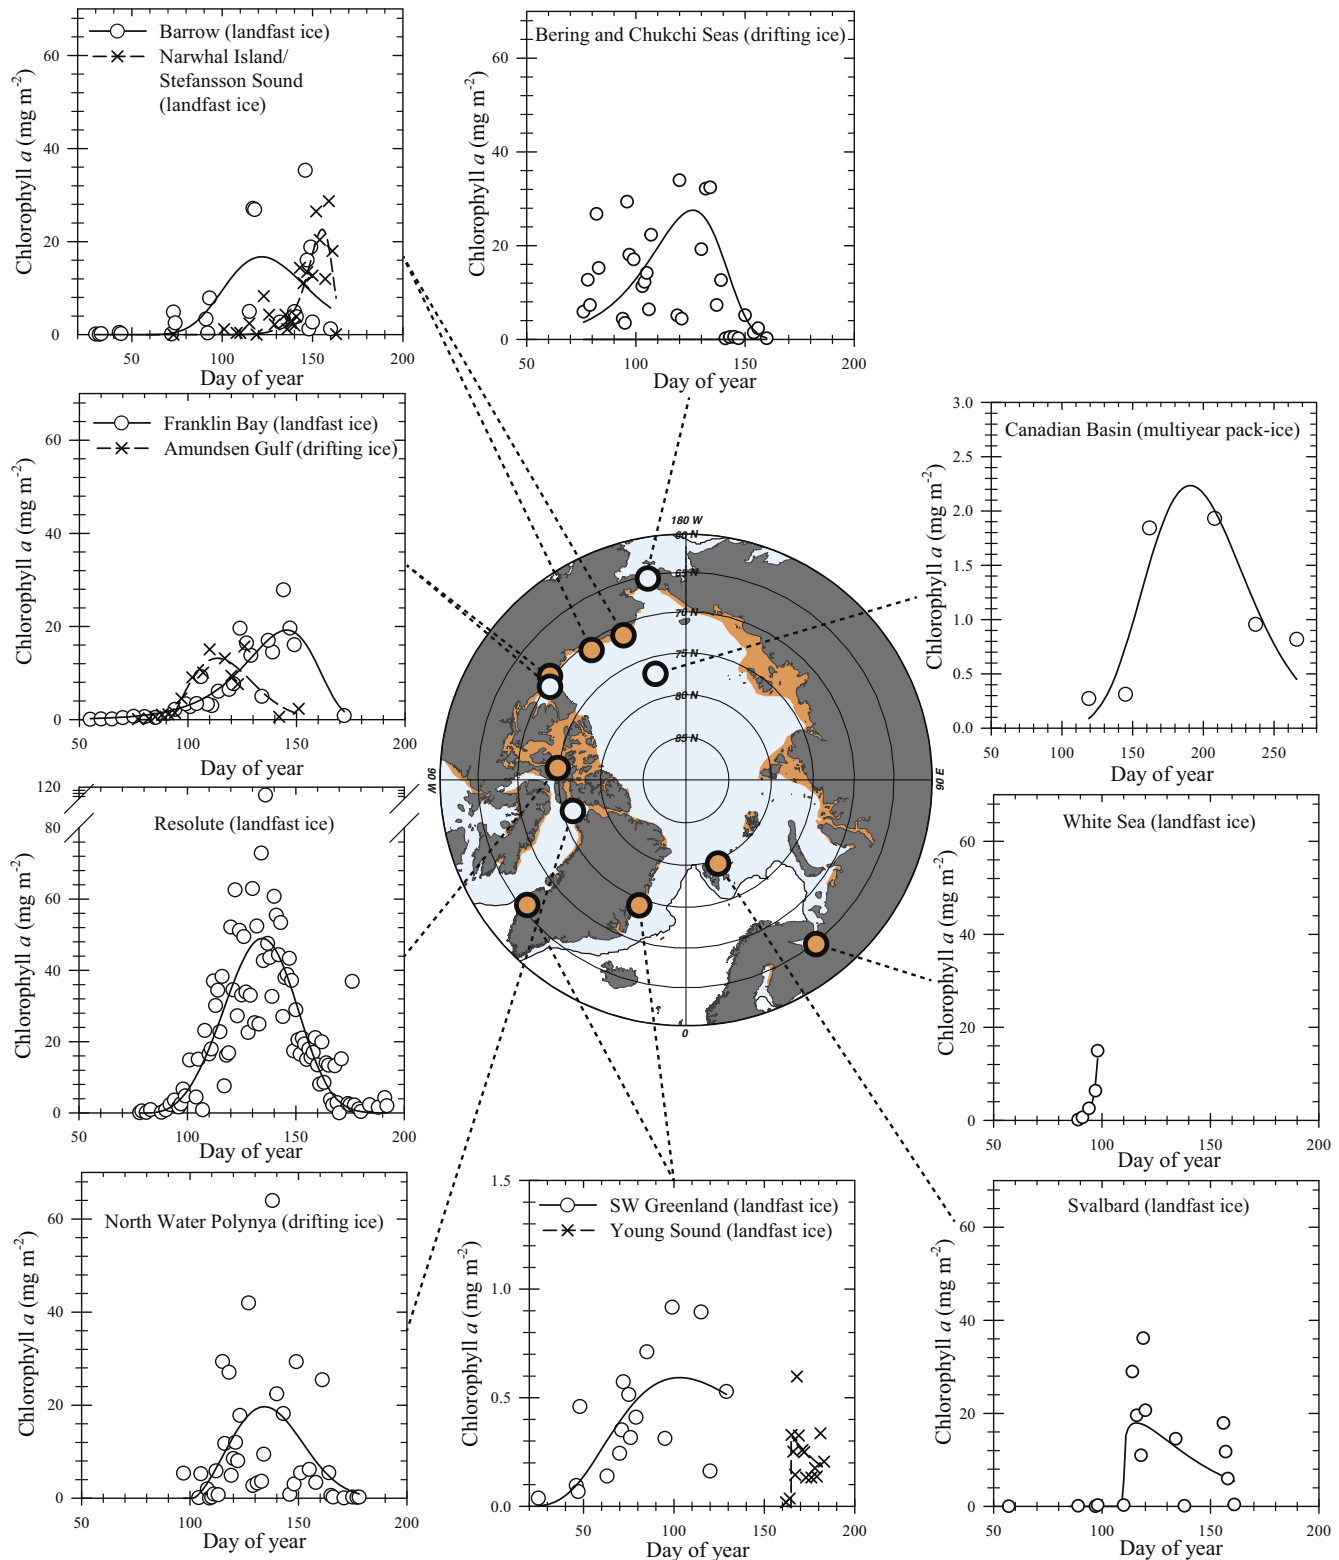 Barrow (landfast ice)
Narwhal Island/
Stefansson Sound
(landfast ice)
Chlorophyll a (mg m-2)
60
40
20
0
50 100 150 200
Day of year
Bering and Chukchi Seas (drifting ice)
Chlorophyll a (mg m-2)
60
40
20
0
50 100 150 200
Day of year
Franklin Bay (landfast ice)
Amundsen Gulf (drifting ice)
Chlorophyll a (mg m-2)
60
40
20
0
50 100 150 200
Day of year
Canadian Basin (multiyear pack-ice)
Chlorophyll a (mg m-2)
3.0
2.5
2.0
1.5
1.0
0.5
0.0
50 100 150 200 250
Day of year
180 W
60 N
65 N
70 N
75 N
80 N
85 N
90 W
90 E
0
Resolute (landfast ice)
Chlorophyll a (mg m-2)
120
80
60
40
20
0
50 100 150 200
Day of year
White Sea (landfast ice)
Chlorophyll a (mg m-2)
60
40
20
0
50 100 150 200
Day of year
North Water Polynya (drifting ice)
Chlorophyll a (mg m-2)
60
40
20
0
50 100 150 200
Day of year
SW Greenland (landfast ice)
Young Sound (landfast ice)
Chlorophyll a (mg m-2)
1.5
1.0
0.5
0.0
50 100 150 200
Day of year
Svalbard (landfast ice)
Chlorophyll a (mg m-2)
60
40
20
0
50 100 150 200
Day of year